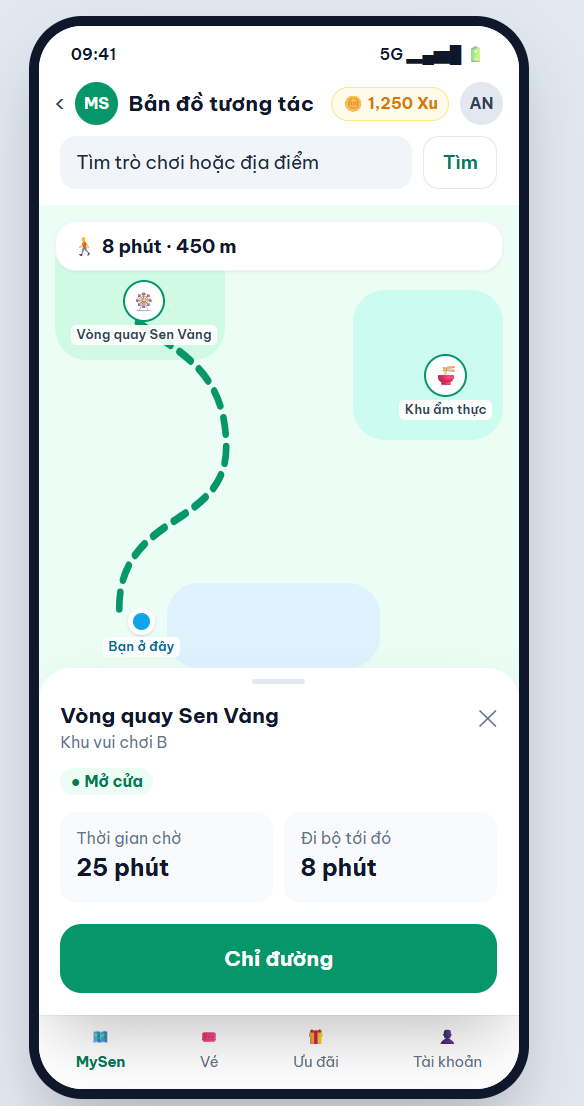 09:41
5G
‹ MS Bản đồ tương tác 1,250 Xu AN
Tìm trò chơi hoặc địa điểm Tìm
8 phút · 450 m
Vòng quay Sen Vàng
Khu ẩm thực
Bạn ở đây
Vòng quay Sen Vàng
Khu vui chơi B
● Mở cửa
Thời gian chờ
25 phút
Đi bộ tới đó
8 phút
Chỉ đường
MySen Vé Ưu đãi Tài khoản